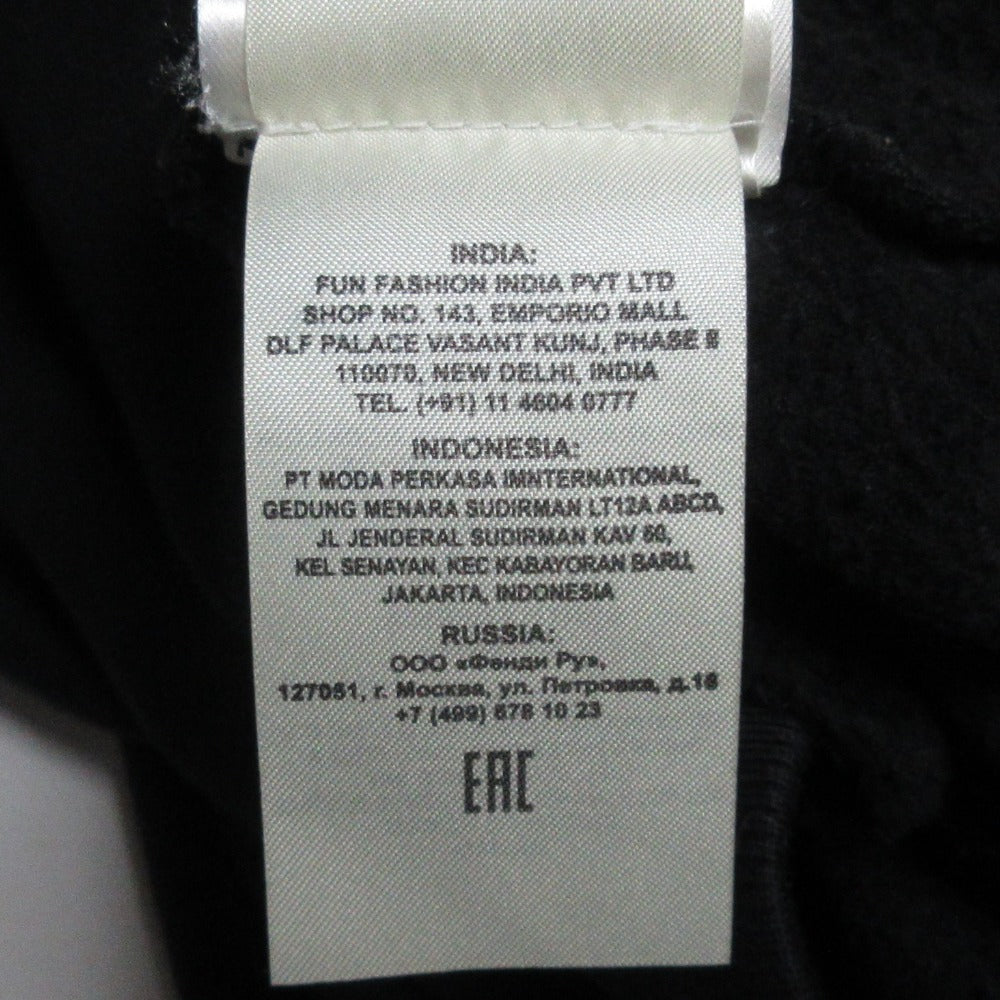 INDIA:
FUN FASHION INDIA PVT LTD
SHOP NO. 143, EMPORIO MALL
DLF PALACE VASANT KUNJ, PHASE II
110070, NEW DELHI, INDIA
TEL. (+91) 11 4604 0777
INDONESIA:
PT MODA PERKASA IMNTERNATIONAL,
GEDUNG MENARA SUDIRMAN LT12A ABCD,
JL JENDERAL SUDIRMAN KAV 60,
KEL SENAYAN, KEC KABAYORAN BARU,
JAKARTA, INDONESIA
RUSSIA:
ООО «Фенди Ру»,
127051, г. Москва, ул. Петровка, д.16
+7 (499) 678 10 23
EAC